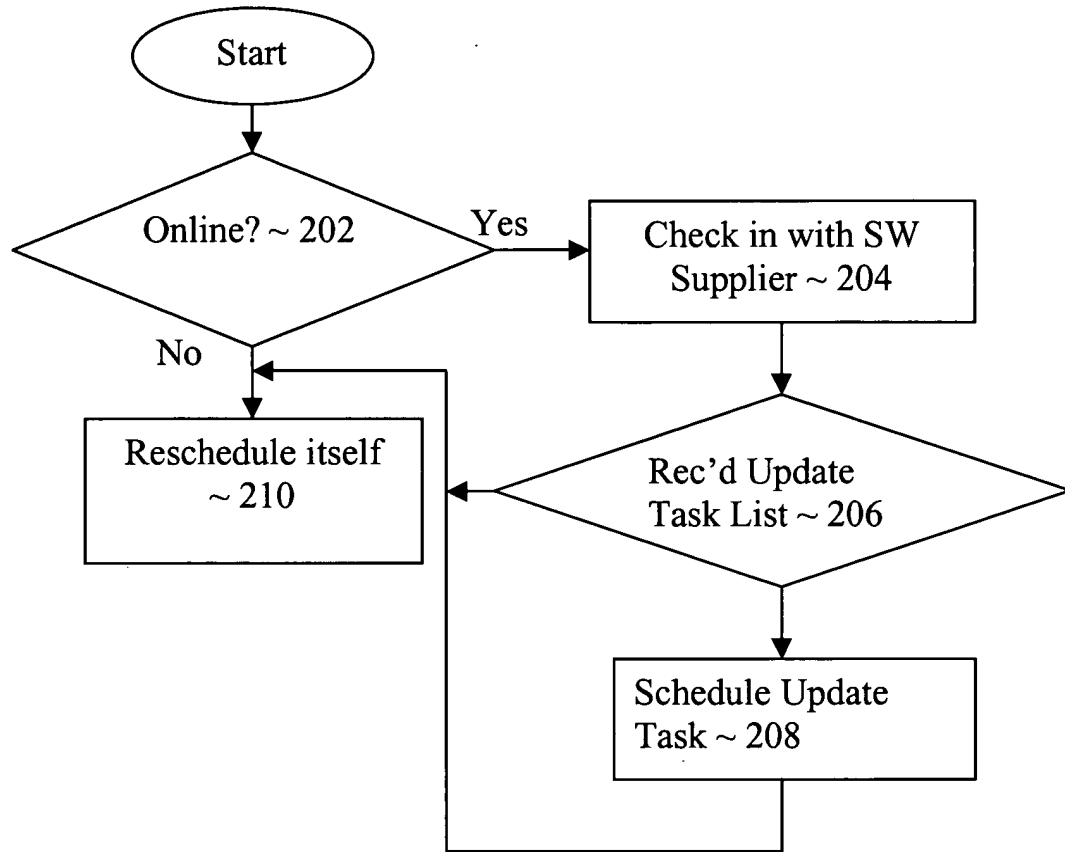 Start
Online? ~ 202
Yes
Check in with SW
Supplier ~ 204
No
Reschedule itself
~ 210
Rec'd Update
Task List ~ 206
Schedule Update
Task ~ 208